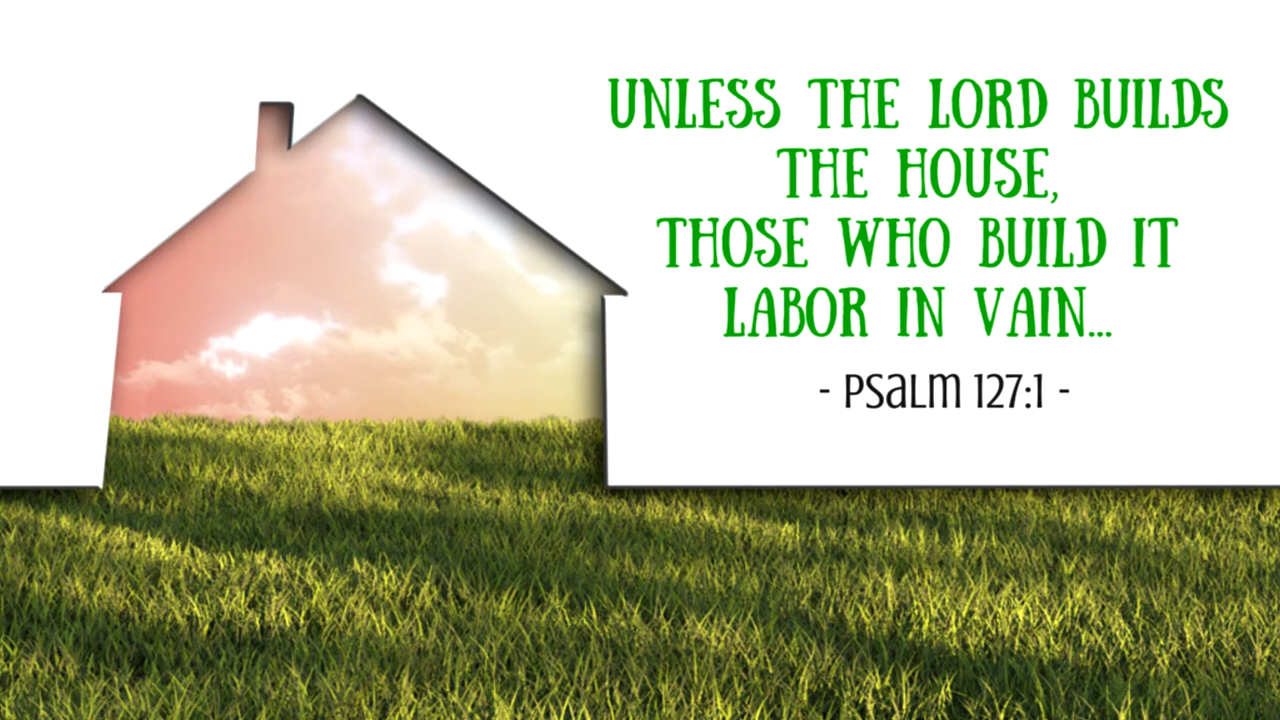 UNLESS THE LORD BUILDS
THE HOUSE,
THOSE WHO BUILD IT
LABOR IN VAIN...
- PSALM 127:1 -